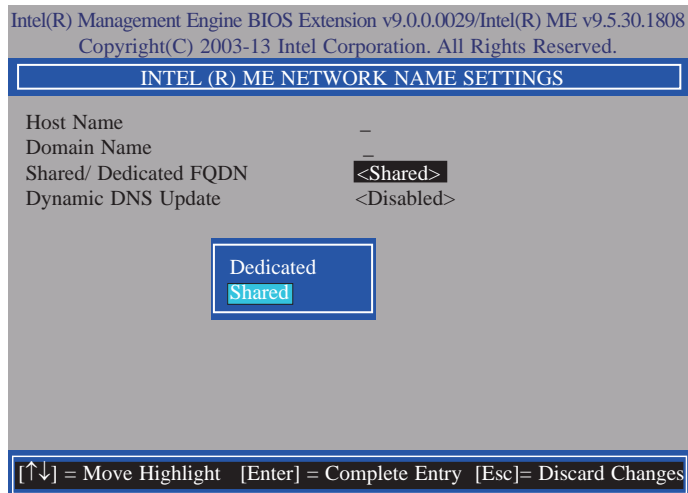 Intel(R) Management Engine BIOS Extension v9.0.0.0029/Intel(R) ME v9.5.30.1808
Copyright(C) 2003-13 Intel Corporation. All Rights Reserved.
INTEL (R) ME NETWORK NAME SETTINGS
Host Name _
Domain Name _
Shared/ Dedicated FQDN <Shared>
Dynamic DNS Update <Disabled>
Dedicated
Shared
[↑↓] = Move Highlight [Enter] = Complete Entry [Esc]= Discard Changes